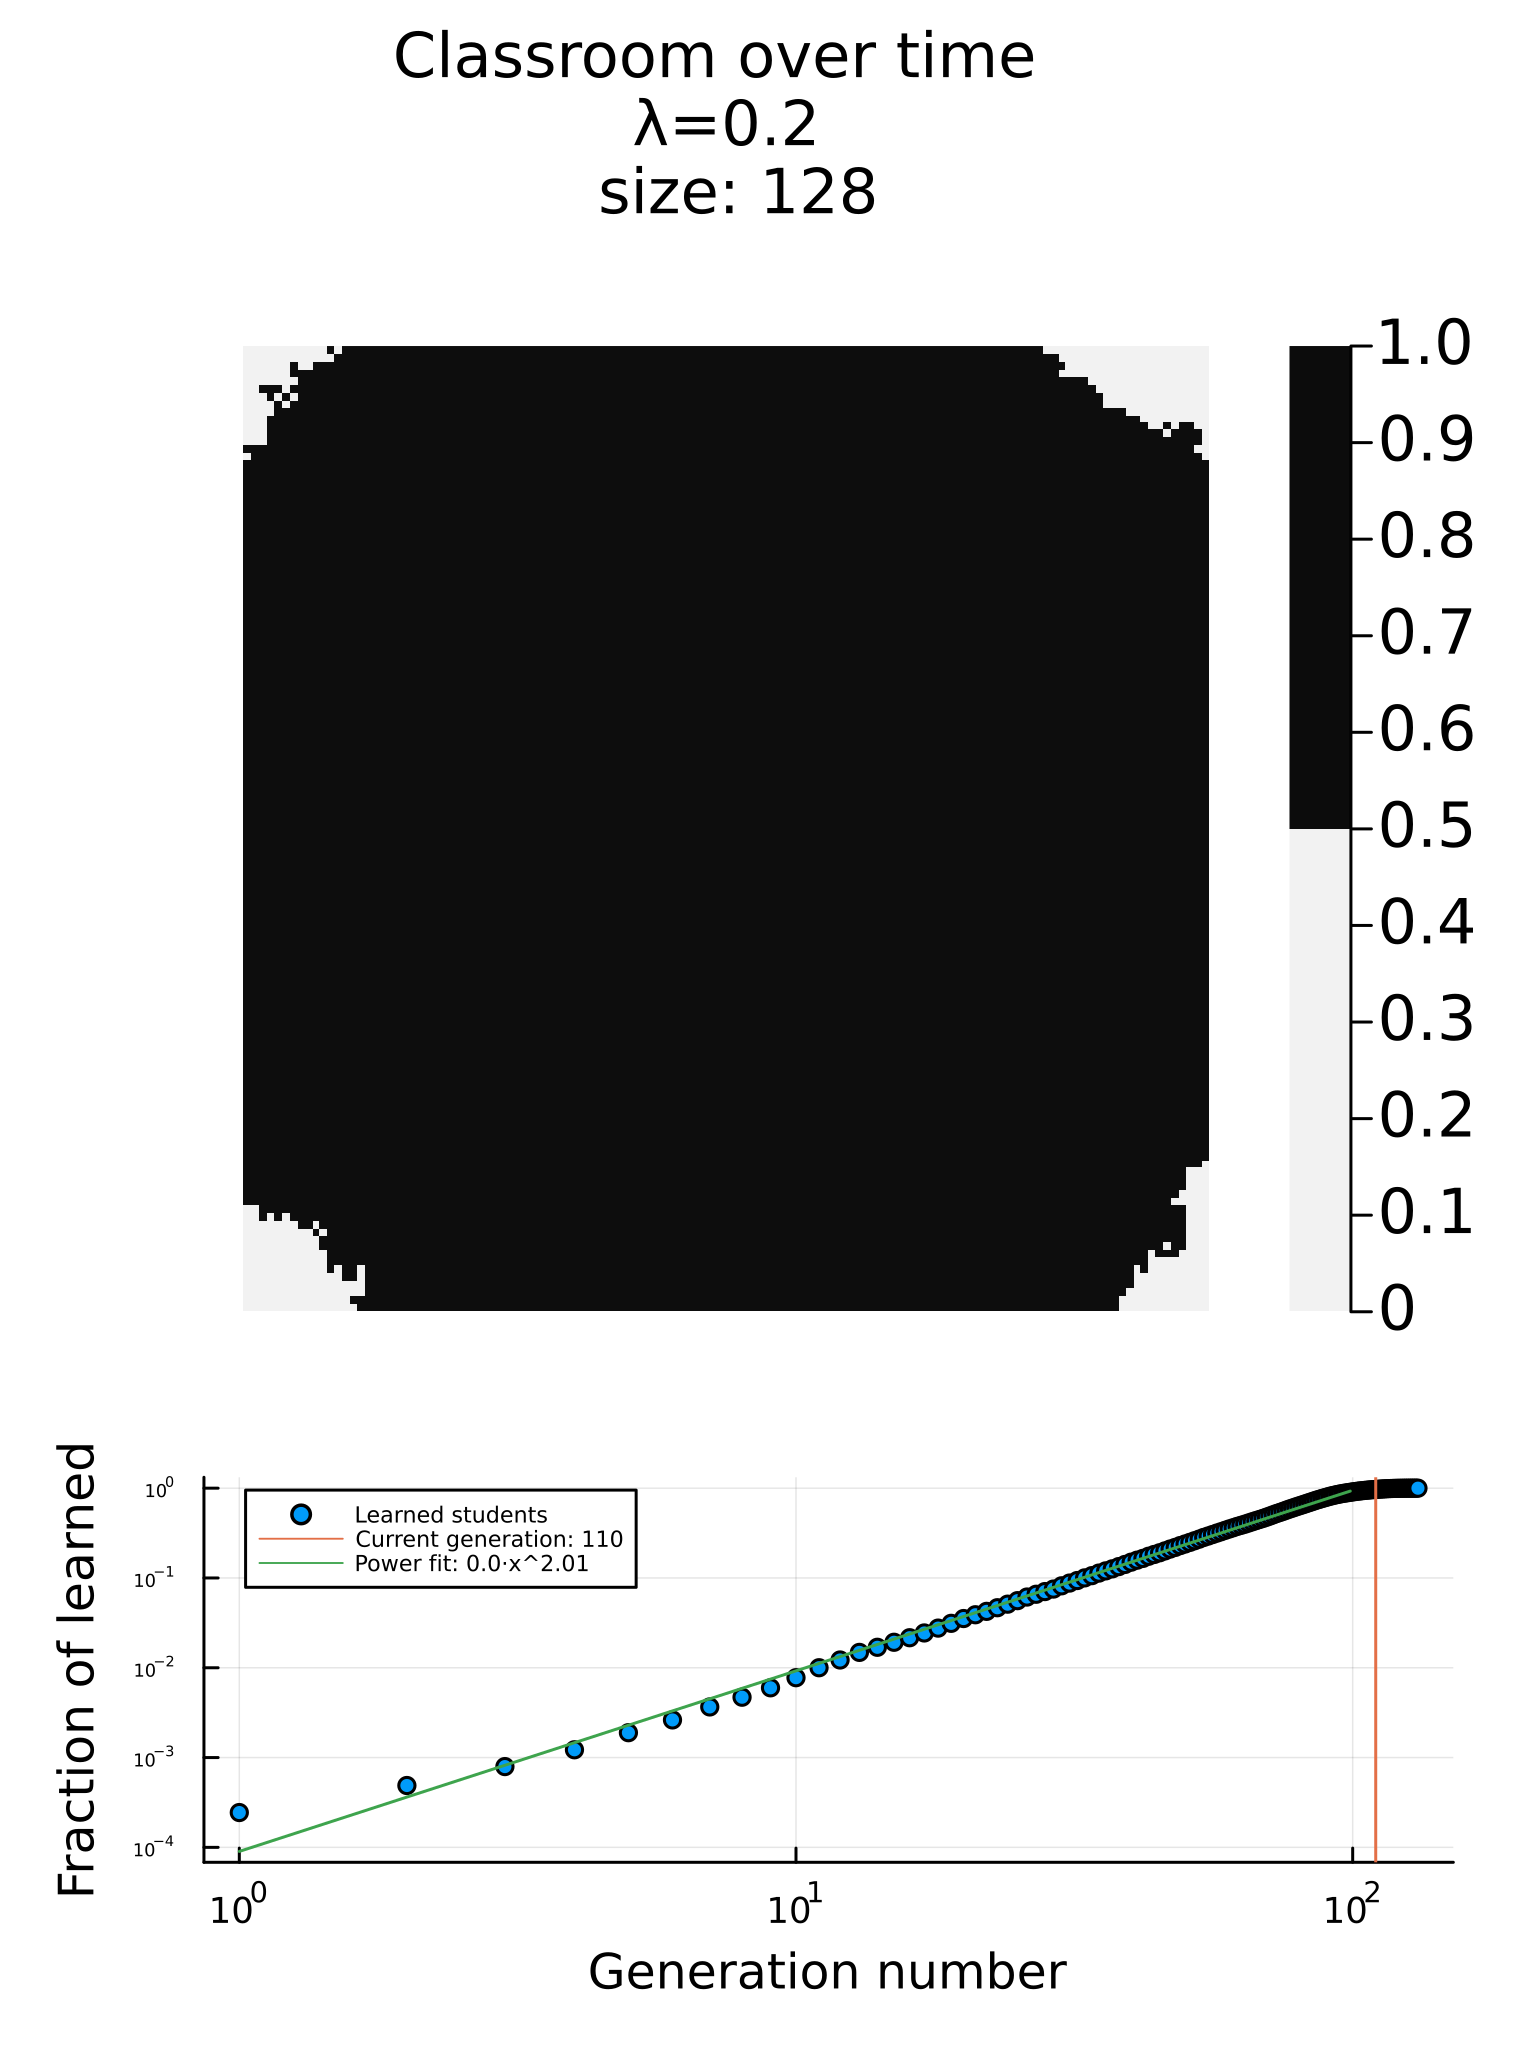 Classroom over time
λ=0.2
size: 128
1.0
0.9
0.8
0.7
0.6
0.5
0.4
0.3
0.2
0.1
0
Fraction of learned
10^0
10^−1
10^−2
10^−3
10^−4
Learned students
Current generation: 110
Power fit: 0.0·x^2.01
10^0 10^1 10^2
Generation number